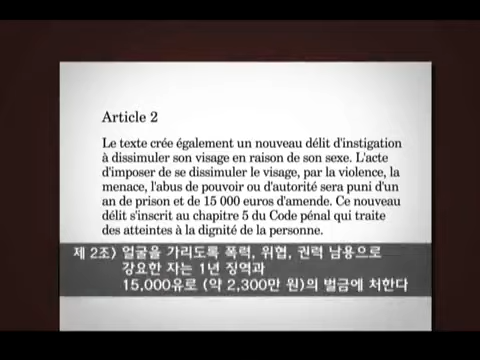 Article 2
Le texte crée également un nouveau délit d'instigation
à dissimuler son visage en raison de son sexe. L'acte
d'imposer de se dissimuler le visage, par la violence, la
menace, l'abus de pouvoir ou d'autorité sera puni d'un
an de prison et de 15 000 euros d'amende. Ce nouveau
délit s'inscrit au chapitre 5 du Code pénal qui traite
des atteintes à la dignité de la personne.
제 2조) 얼굴을 가리도록 폭력, 위협, 권력 남용으로
강요한 자는 1년 징역과
15,000유로 (약 2,300만 원)의 벌금에 처한다